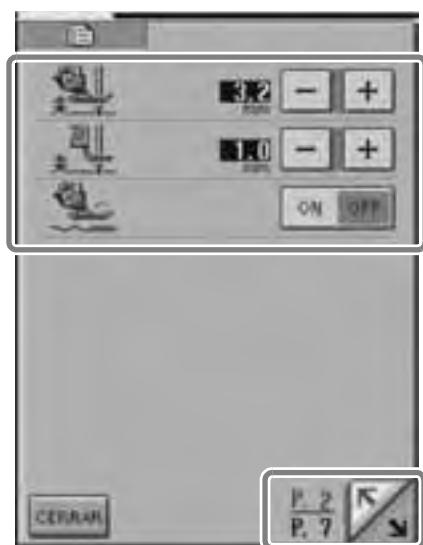 3.2 mm − +
1.0 mm − +
ON OFF
P. 2
CERRAR P. 7